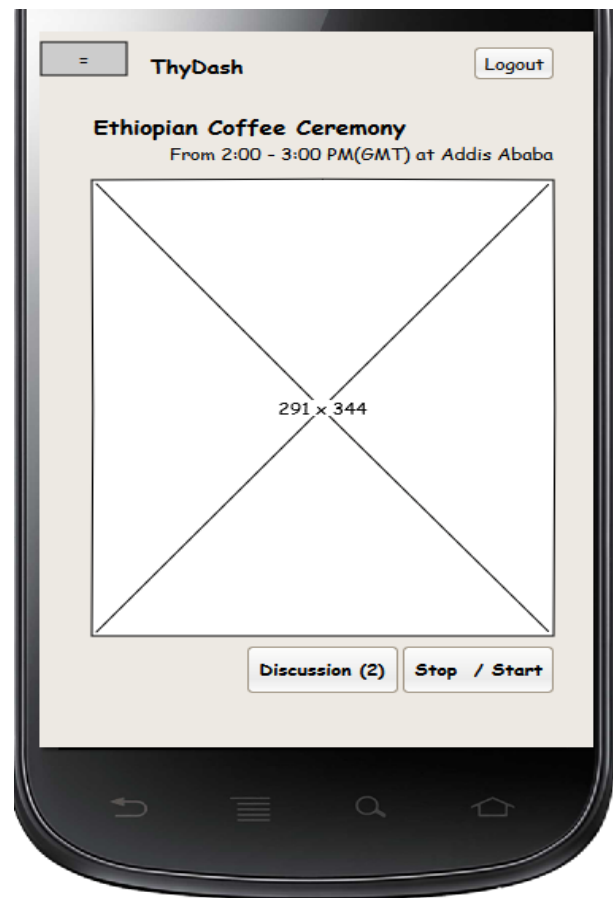 =
ThyDash
Logout
Ethiopian Coffee Ceremony
From 2:00 - 3:00 PM(GMT) at Addis Ababa
291 x 344
Discussion (2)
Stop / Start